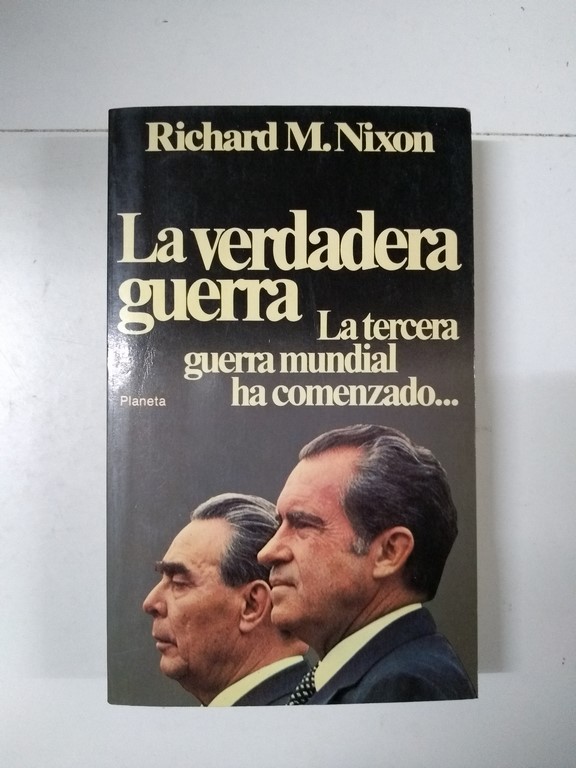 Richard M. Nixon
La verdadera
guerra
La tercera
guerra mundial
ha comenzado...
Planeta